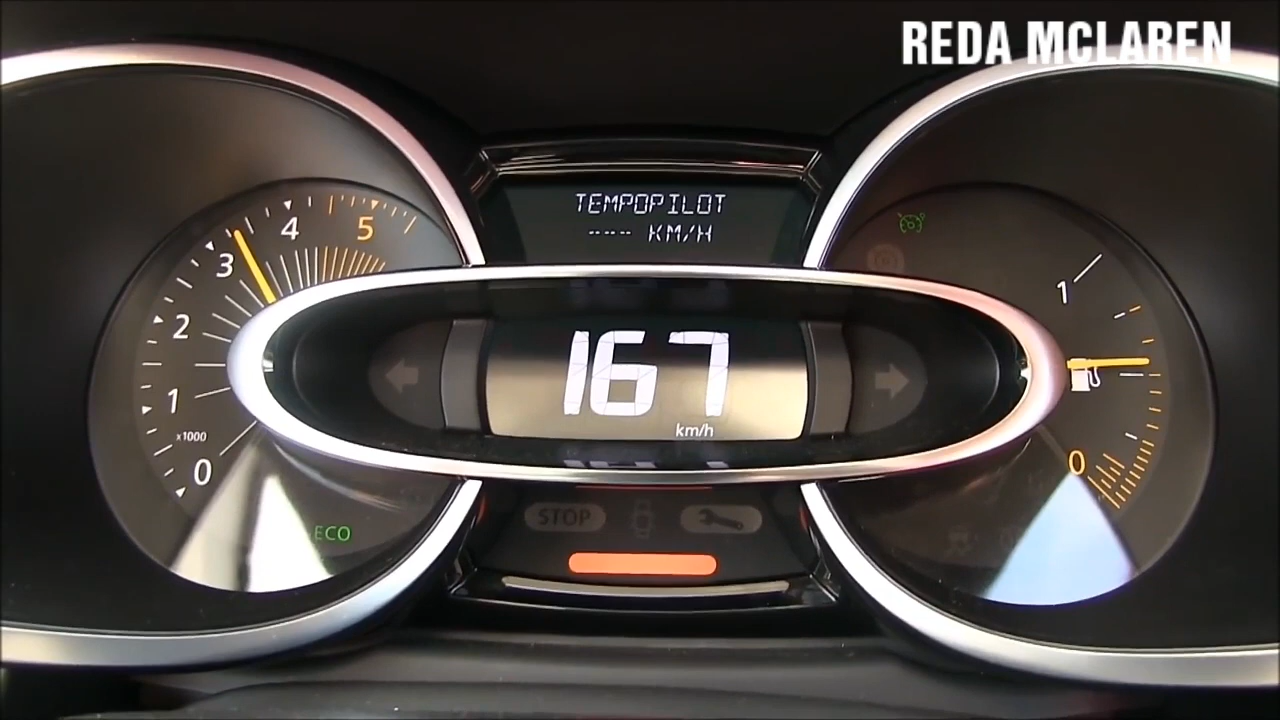 REDA MCLAREN
TEMPOPILOT
---- KM/H
5
4
3
2
1
x1000
0
ECO
167
km/h
1
0
STOP